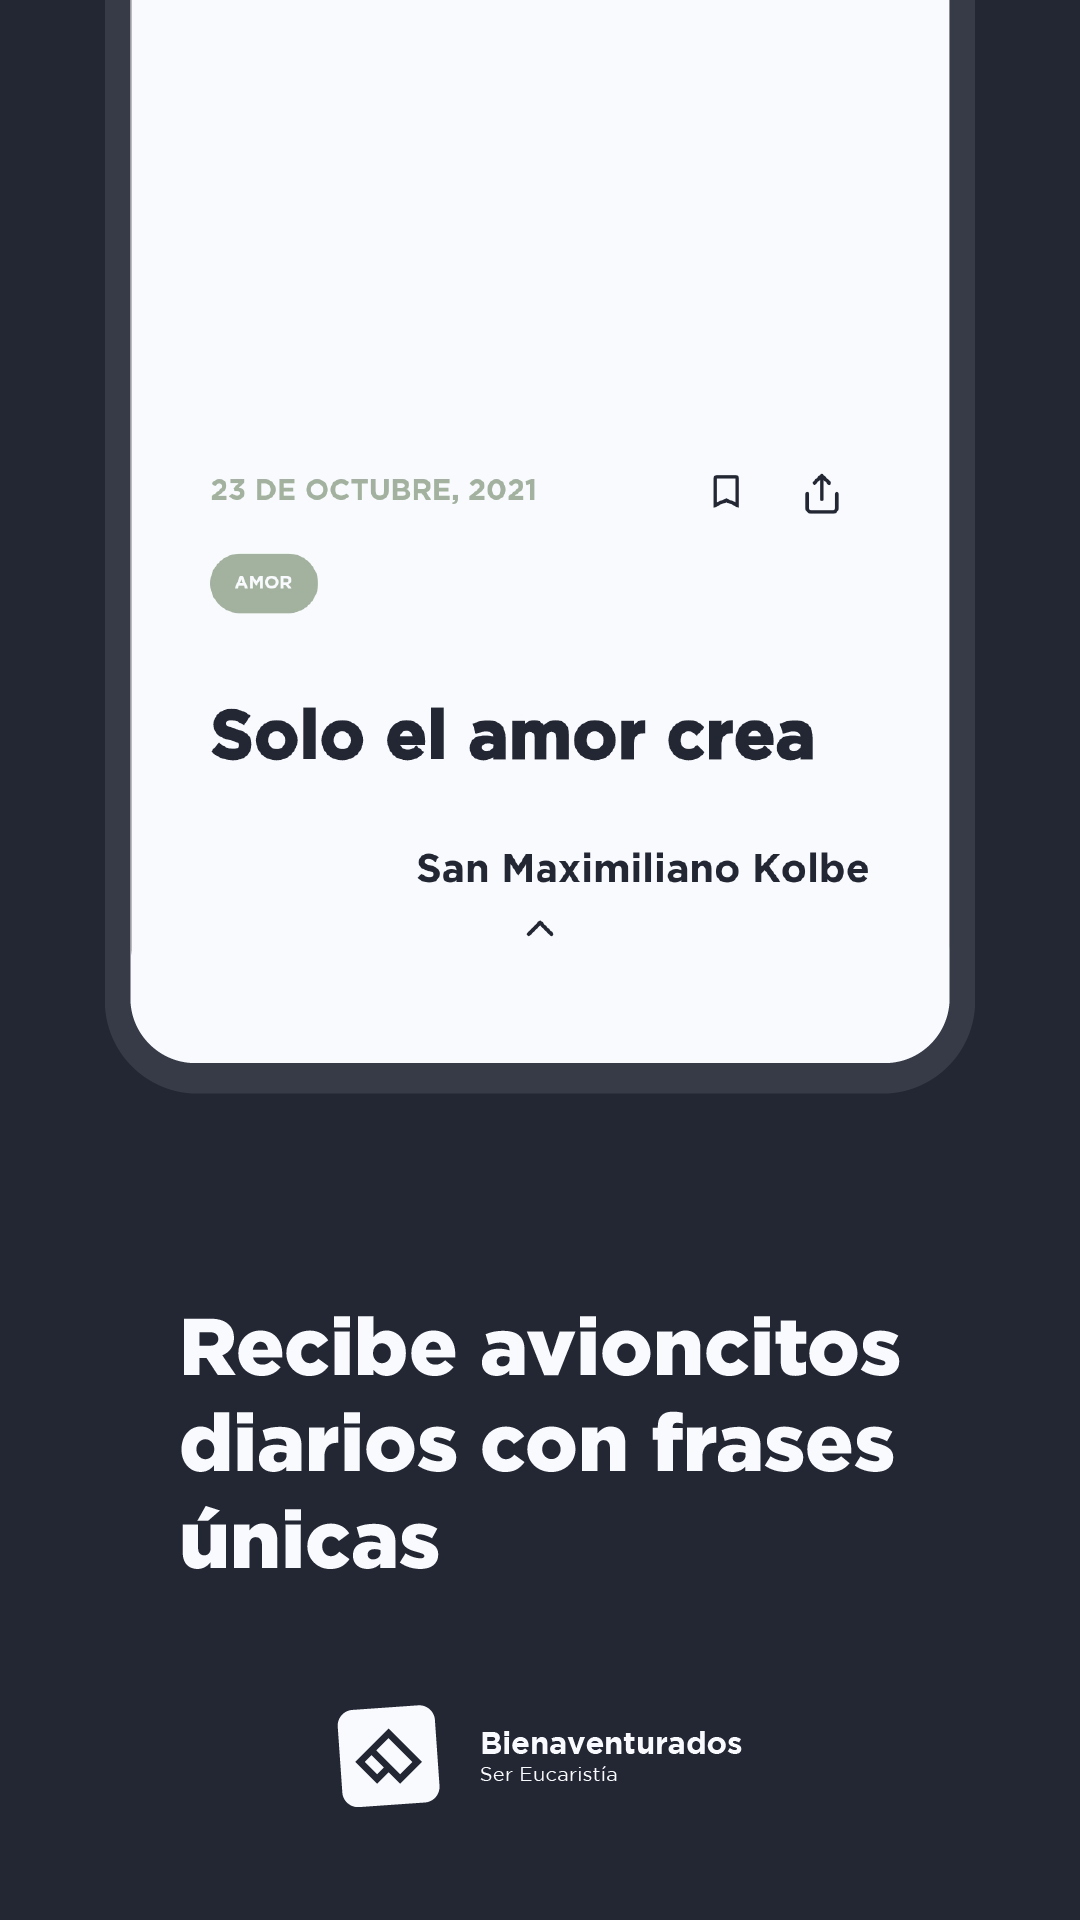 23 DE OCTUBRE, 2021
AMOR
Solo el amor crea
San Maximiliano Kolbe
Recibe avioncitos
diarios con frases
únicas
Bienaventurados
Ser Eucaristía